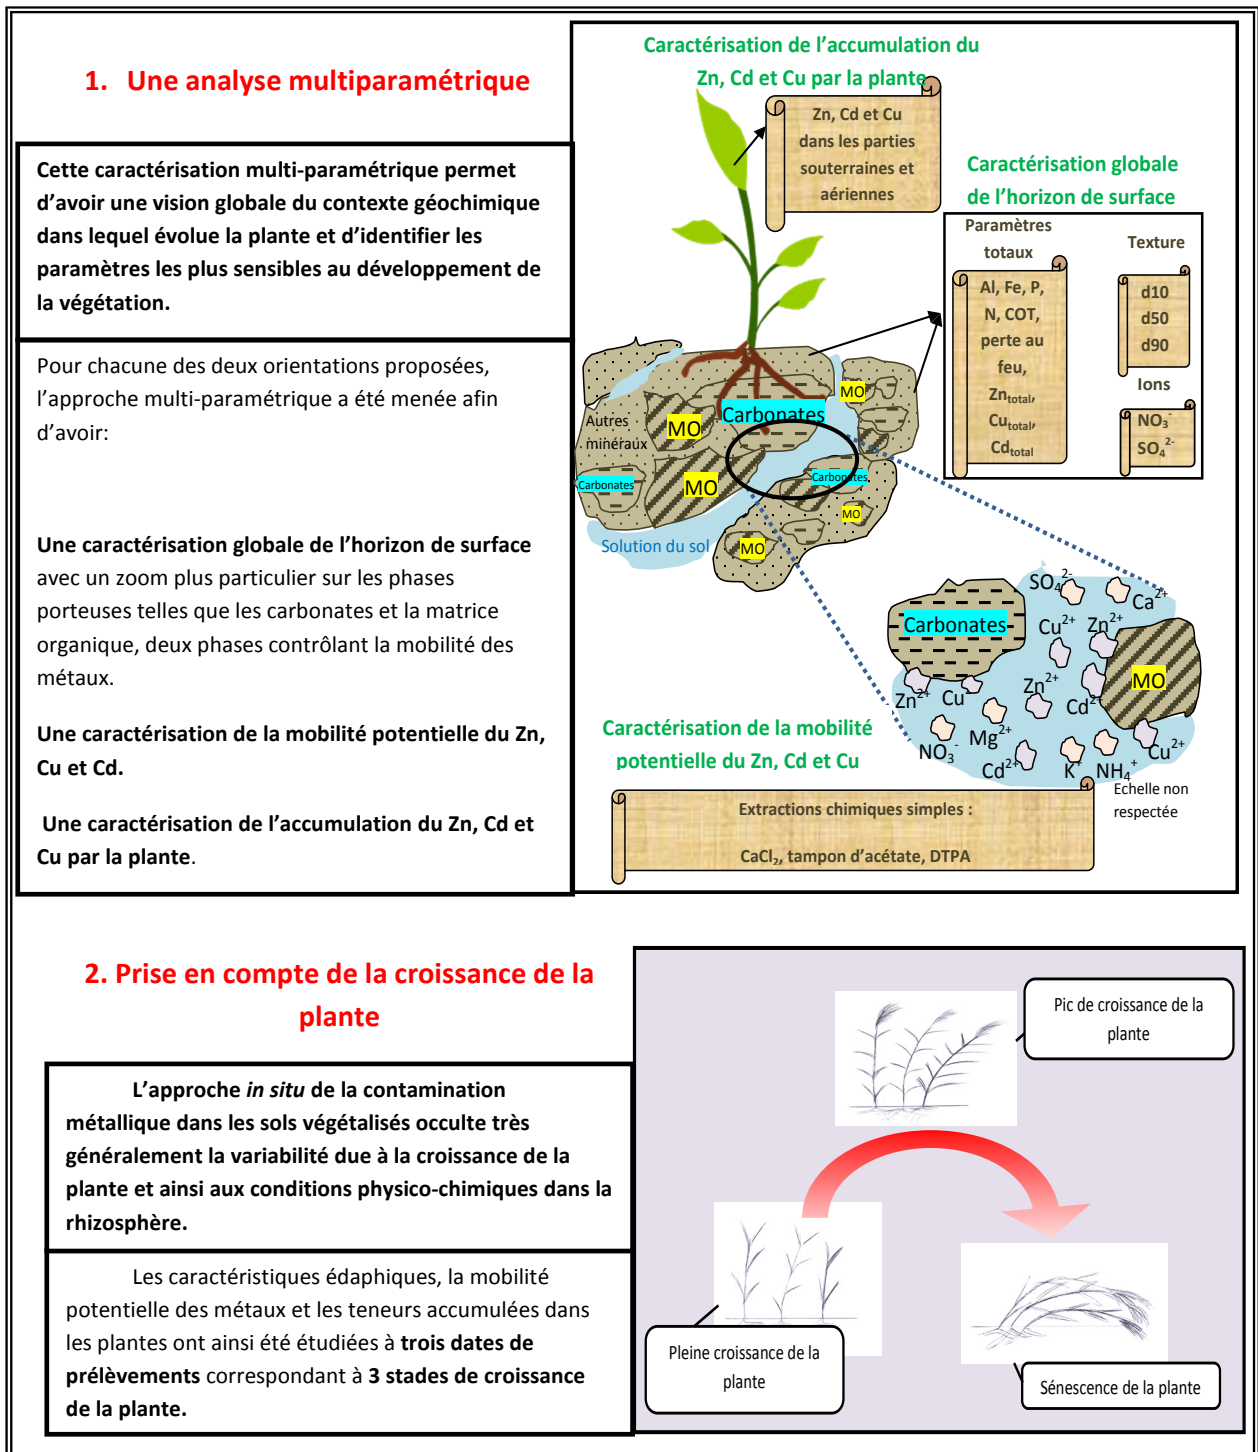 1. Une analyse multiparamétrique
Cette caractérisation multi-paramétrique permet
d'avoir une vision globale du contexte géochimique
dans lequel évolue la plante et d'identifier les
paramètres les plus sensibles au développement de
la végétation.
Pour chacune des deux orientations proposées,
l'approche multi-paramétrique a été menée afin
d'avoir:
Une caractérisation globale de l'horizon de surface
avec un zoom plus particulier sur les phases
porteuses telles que les carbonates et la matrice
organique, deux phases contrôlant la mobilité des
métaux.
Une caractérisation de la mobilité potentielle du Zn,
Cu et Cd.
Une caractérisation de l'accumulation du Zn, Cd et
Cu par la plante.
Caractérisation de l'accumulation du
Zn, Cd et Cu par la plante
Zn, Cd et Cu
dans les parties
souterraines et
aériennes
Caractérisation globale
de l'horizon de surface
Paramètres
totaux
Al, Fe, P,
N, COT,
perte au
feu,
Zn total,
Cu total,
Cd total
Texture
d10
d50
d90
Ions
NO3-
SO4 2-
Autres
minéraux
MO
Carbonates
MO
Carbonates
MO
Carbonates
MO
MO
Solution du sol
SO4 2-
Ca2+
Carbonates
Cu2+
Zn2+
MO
Zn2+
Cu
Zn2+
Cd2+
NO3-
Mg2+
Cd2+
K+
NH4+
Cu2+
Echelle non
respectée
Caractérisation de la mobilité
potentielle du Zn, Cd et Cu
Extractions chimiques simples :
CaCl2, tampon d'acétate, DTPA
2. Prise en compte de la croissance de la
plante
L'approche in situ de la contamination
métallique dans les sols végétalisés occulte très
généralement la variabilité due à la croissance de la
plante et ainsi aux conditions physico-chimiques dans la
rhizosphère.
Les caractéristiques édaphiques, la mobilité
potentielle des métaux et les teneurs accumulées dans
les plantes ont ainsi été étudiées à trois dates de
prélèvements correspondant à 3 stades de croissance
de la plante.
Pic de croissance de la
plante
Pleine croissance de la
plante
Sénescence de la plante